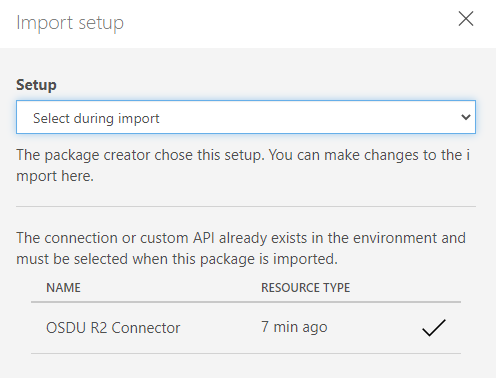 Import setup
Setup
Select during import
The package creator chose this setup. You can make changes to the i
mport here.
The connection or custom API already exists in the environment and
must be selected when this package is imported.
NAME RESOURCE TYPE
OSDU R2 Connector 7 min ago